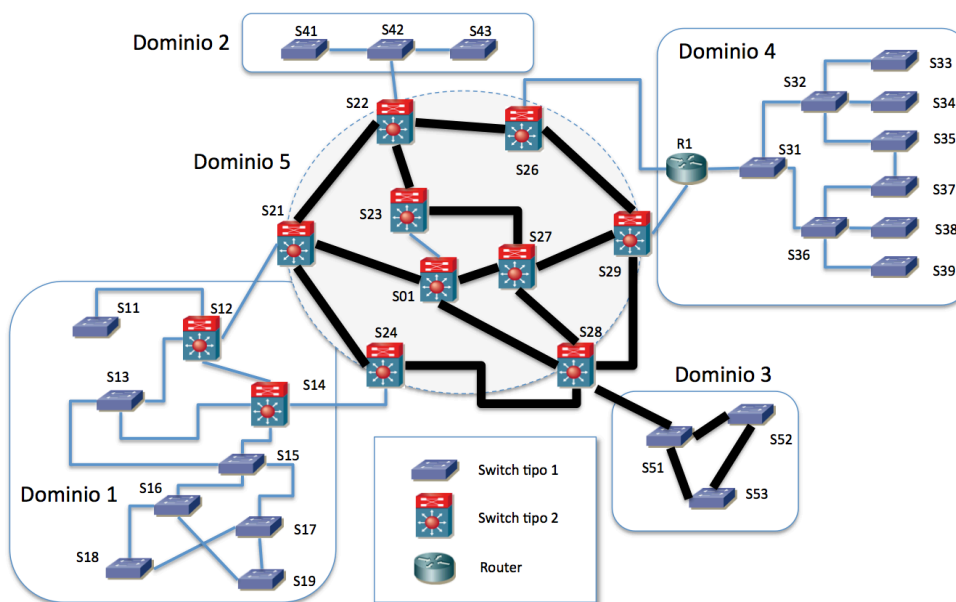 Dominio 2
S41
S42
S43
Dominio 4
S33
S32
S34
S35
R1
S31
S37
S38
S36
S39
Dominio 5
S22
S26
S21
S23
S27
S29
S01
S24
S28
S11
S12
S13
S14
S15
Dominio 1
S16
S17
S18
S19
Dominio 3
S52
S51
S53
Switch tipo 1
Switch tipo 2
Router